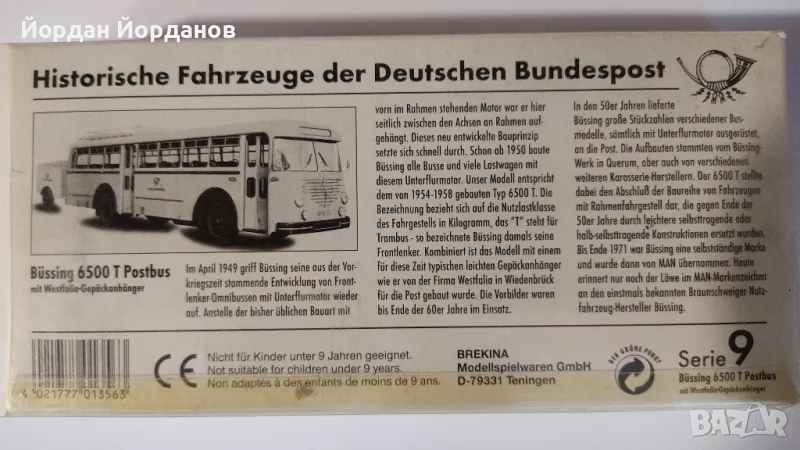 Йордан Йорданов
Historische Fahrzeuge der Deutschen Bundespost
Büssing 6500 T Postbus
mit Westfalia-Gepäckanhänger
Im April 1949 griff Büssing seine aus der Vor-
kriegszeit stammende Entwicklung von Front-
lenker-Omnibussen mit Unterflurmotor wieder
auf. Anstelle der bisher üblichen Bauart mit
vorn im Rahmen stehenden Motor war er hier
seitlich zwischen den Achsen an Rahmen auf-
gehängt. Dieses neu entwickelte Bauprinzip
setzte sich schnell durch. Schon ab 1950 baute
Büssing alle Busse und viele Lastwagen mit
diesem Unterflurmotor. Unser Modell entspricht
dem von 1954-1958 gebauten Typ 6500 T. Die
Bezeichnung bezieht sich auf die Nutzlastklasse
des Fahrgestells in Kilogramm, das "T" steht für
Trambus - so bezeichnete Büssing damals seine
Frontlenker. Kombiniert ist das Modell mit einem
für diese Zeit typischen leichten Gepäckanhänger
wie er von der Firma Westfalia in Wiedenbrück
für die Post gebaut wurde. Die Vorbilder waren
bis Ende der 60er Jahre im Einsatz.
In den 50er Jahren lieferte
Büssing große Stückzahlen verschiedener Bus-
modelle, sämtlich mit Unterflurmotor ausgerüstet,
an die Post. Die Aufbauten stammten vom Büssing-
Werk in Querum, aber auch von verschiedenen
weiteren Karosserie-Herstellern. Der 6500 T stellte
dabei den Abschluß der Baureihe von Fahrzeugen
mit Rahmenfahrgestell dar, die gegen Ende der
50er Jahre durch leichtere selbsttragende oder
halb-selbsttragende Konstruktionen ersetzt wurden.
Bis Ende 1971 war Büssing eine selbstständige Marke
und wurde dann von MAN übernommen. Heute
erinnert nur noch der Löwe im MAN-Markenzeichen
an den einstmals bekannten Braunschweiger Nutz-
fahrzeug-Hersteller Büssing.
4 021777 013563
CE
Nicht für Kinder unter 9 Jahren geeignet.
Not suitable for children under 9 years.
Non adaptés à des enfants de moins de 9 ans.
BREKINA
Modellspielwaren GmbH
D-79331 Teningen
DER GRÜNE PUNKT
Serie 9
Büssing 6500 T Postbus
mit Westfalia-Gepäckanhänger
BAZAR